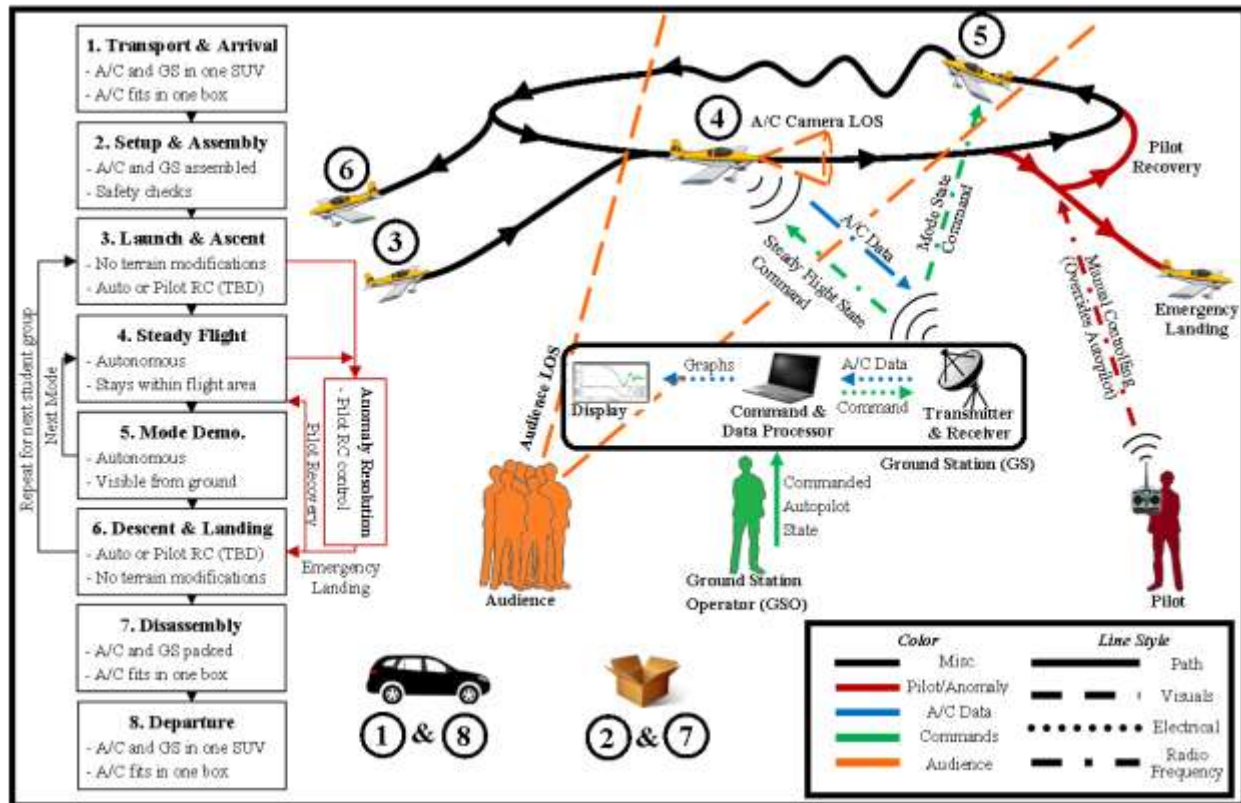 1. Transport & Arrival
- A/C and GS in one SUV
- A/C fits in one box
2. Setup & Assembly
- A/C and GS assembled
- Safety checks
3. Launch & Ascent
- No terrain modifications
- Auto or Pilot RC (TBD)
4. Steady Flight
- Autonomous
- Stays within flight area
5. Mode Demo.
- Autonomous
- Visible from ground
6. Descent & Landing
- Auto or Pilot RC (TBD)
- No terrain modifications
7. Disassembly
- A/C and GS packed
- A/C fits in one box
8. Departure
- A/C and GS in one SUV
- A/C fits in one box
Repeat for next student group
Next Mode
Anomaly Resolution
- Pilot RC control
Pilot Recovery
Emergency
Landing
5
4
A/C Camera LOS
6
3
Pilot
Recovery
A/C Data
Mode State
Command
Steady Flight State
Command
Manual Controlling
(Overrides Autopilot)
Emergency
Landing
Audience LOS
Graphs
A/C Data
Command
Display
Command &
Data Processor
Transmitter
& Receiver
Ground Station (GS)
Commanded
Autopilot
State
Audience
Ground Station
Operator (GSO)
Pilot
1 & 8
2 & 7
Color
Line Style
Misc
Path
Pilot/Anomaly
Visuals
A/C Data
Electrical
Commands
Radio
Frequency
Audience